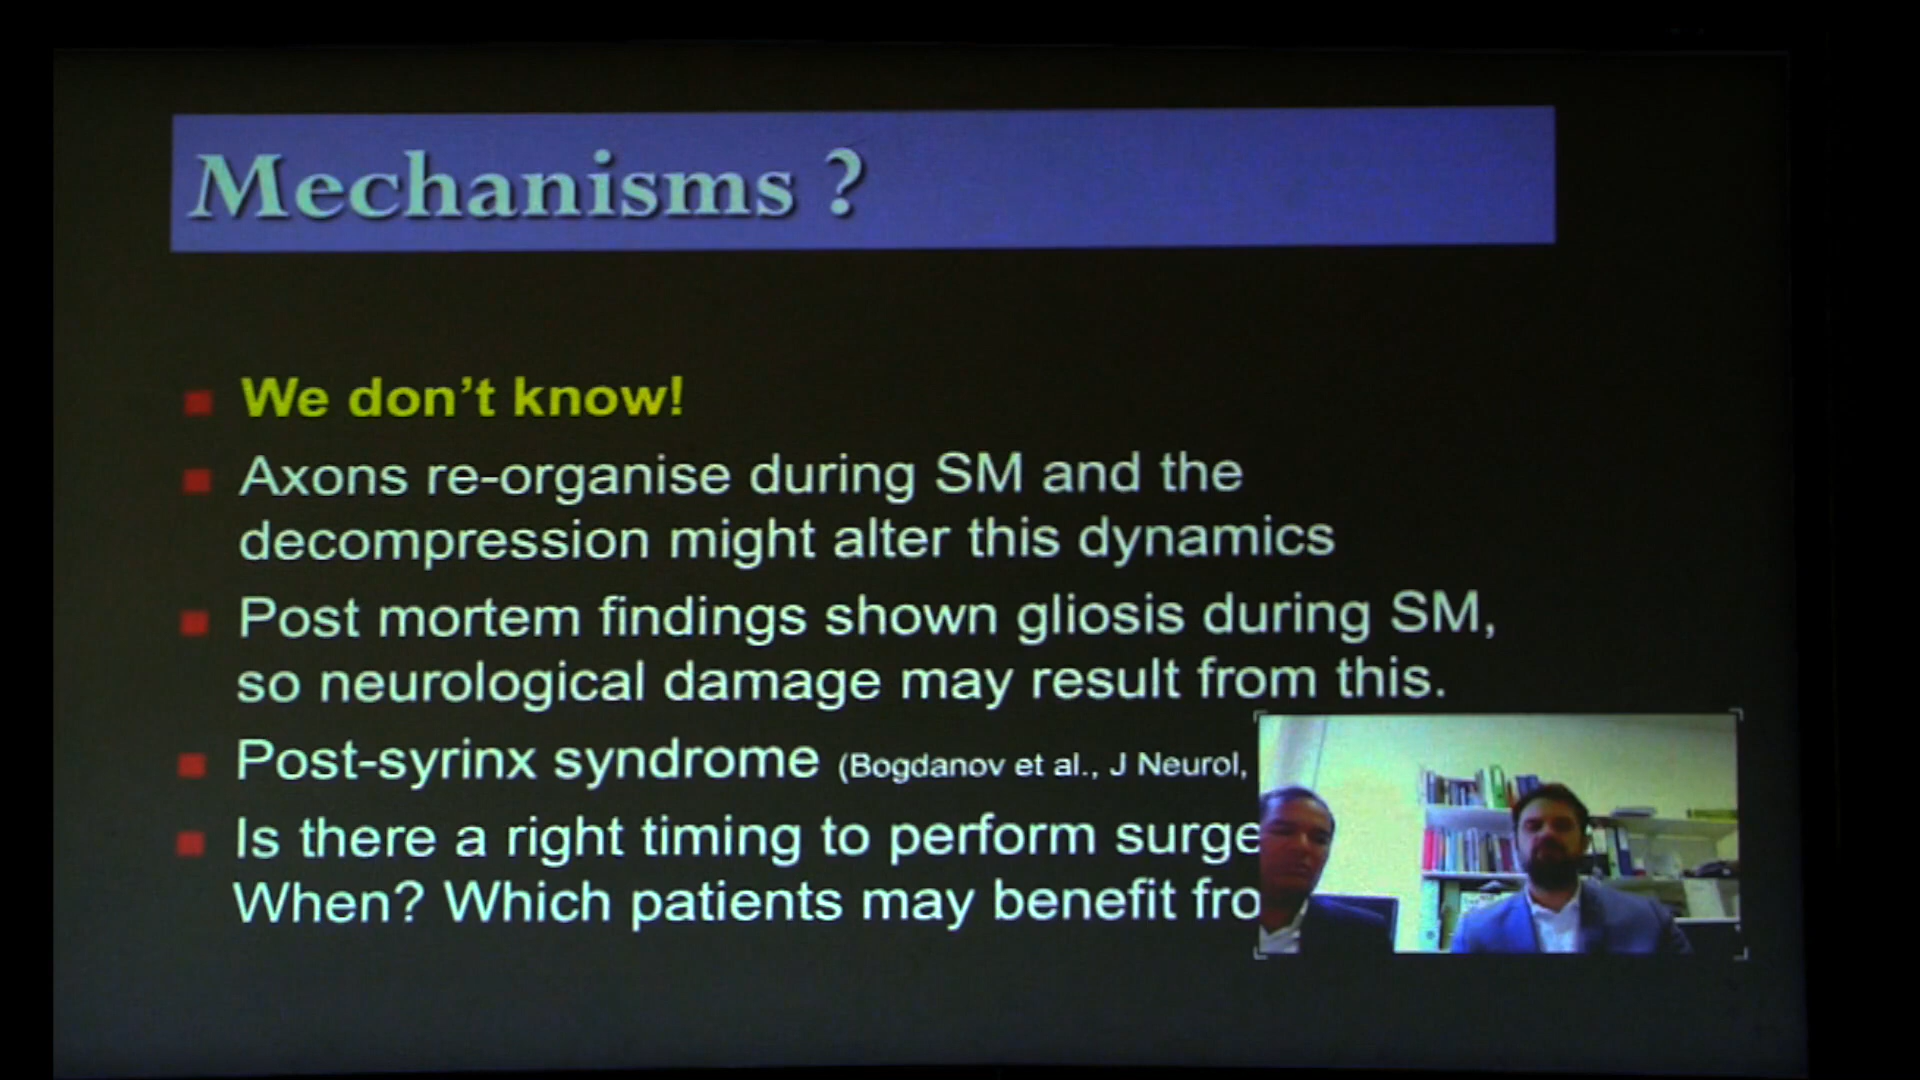 Mechanisms ?
We don't know!
Axons re-organise during SM and the
decompression might alter this dynamics
Post mortem findings shown gliosis during SM,
so neurological damage may result from this.
Post-syrinx syndrome (Bogdanov et al., J Neurol,
Is there a right timing to perform surge
When? Which patients may benefit fro